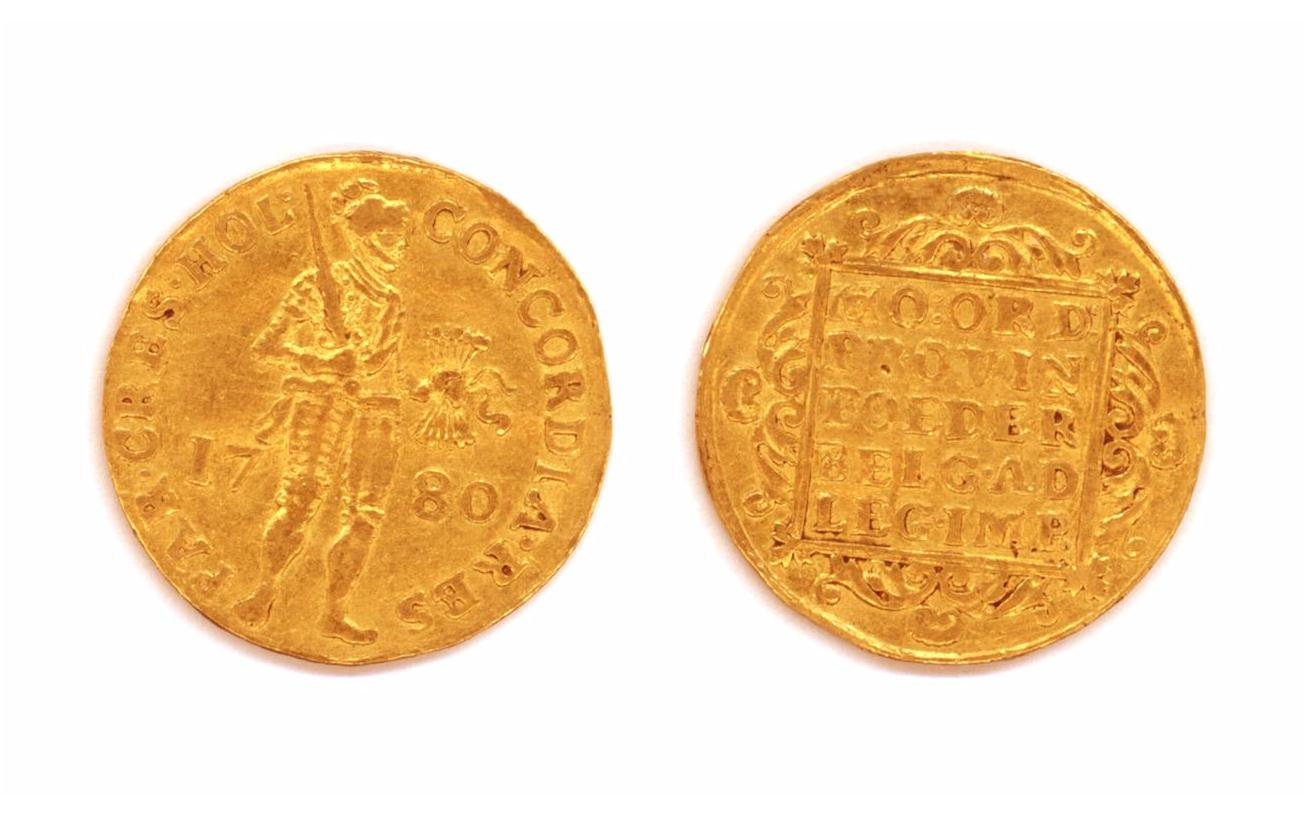 CONCORDIA·RES
PAR·CRES·HOL·
17 80
MO:ORD
PROVIN
FOEDER
BELG·AD
LEG·IMP